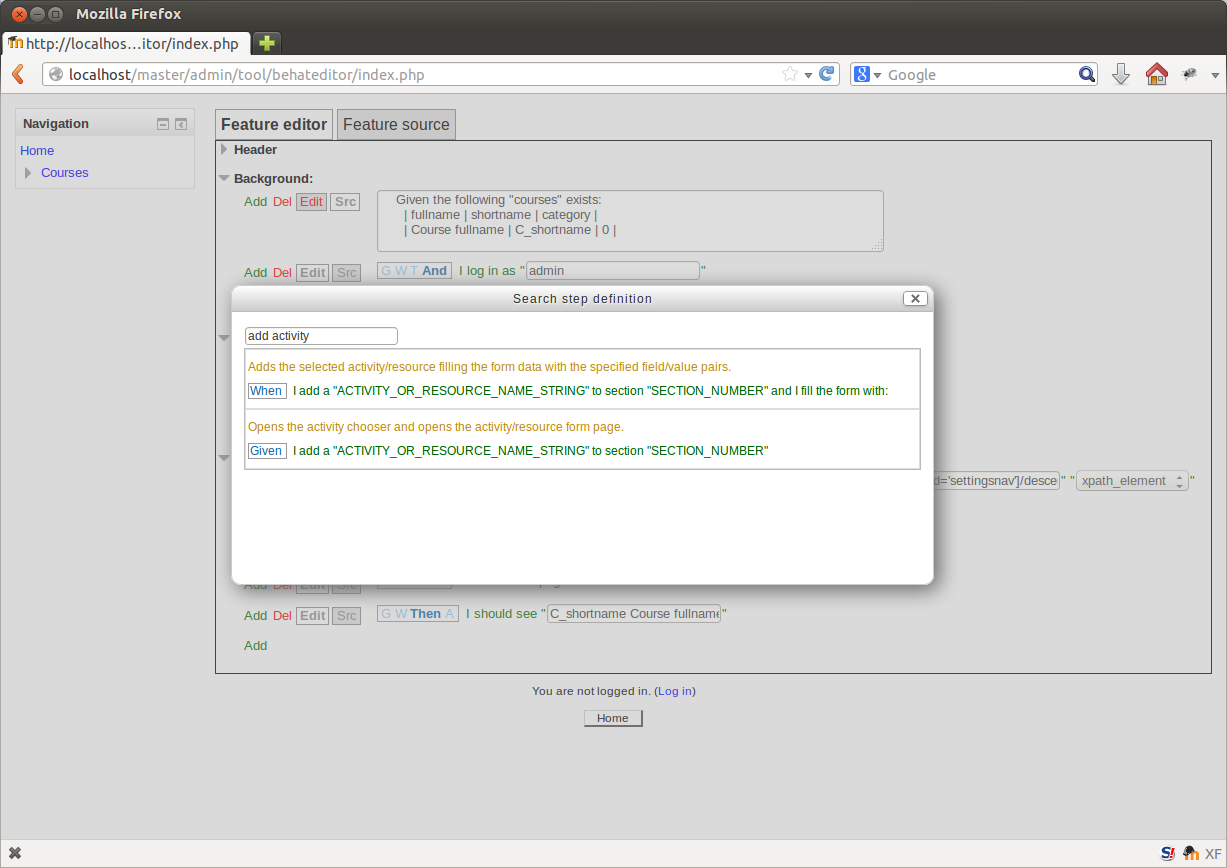 Mozilla Firefox
http://localhos…itor/index.php
localhost/master/admin/tool/behateditor/index.php
Google
Navigation
Home
Courses
Feature editor Feature source
Header
Background:
Add Del Edit Src
Given the following "courses" exists:
| fullname | shortname | category |
| Course fullname | C_shortname | 0 |
Add Del Edit Src G W T And I log in as "admin"
Search step definition
add activity
Adds the selected activity/resource filling the form data with the specified field/value pairs.
When I add a "ACTIVITY_OR_RESOURCE_NAME_STRING" to section "SECTION_NUMBER" and I fill the form with:
Opens the activity chooser and opens the activity/resource form page.
Given I add a "ACTIVITY_OR_RESOURCE_NAME_STRING" to section "SECTION_NUMBER"
d='settingsnav']/desce" "xpath_element"
Add Del Edit Src
Add Del Edit Src G W Then A I should see "C_shortname Course fullname"
Add
You are not logged in. (Log in)
Home
XF